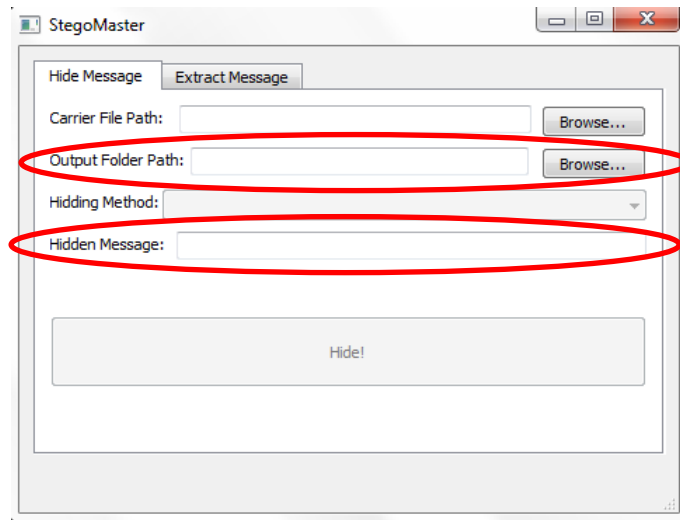 StegoMaster
Hide Message Extract Message
Carrier File Path: Browse...
Output Folder Path: Browse...
Hidding Method:
Hidden Message:
Hide!